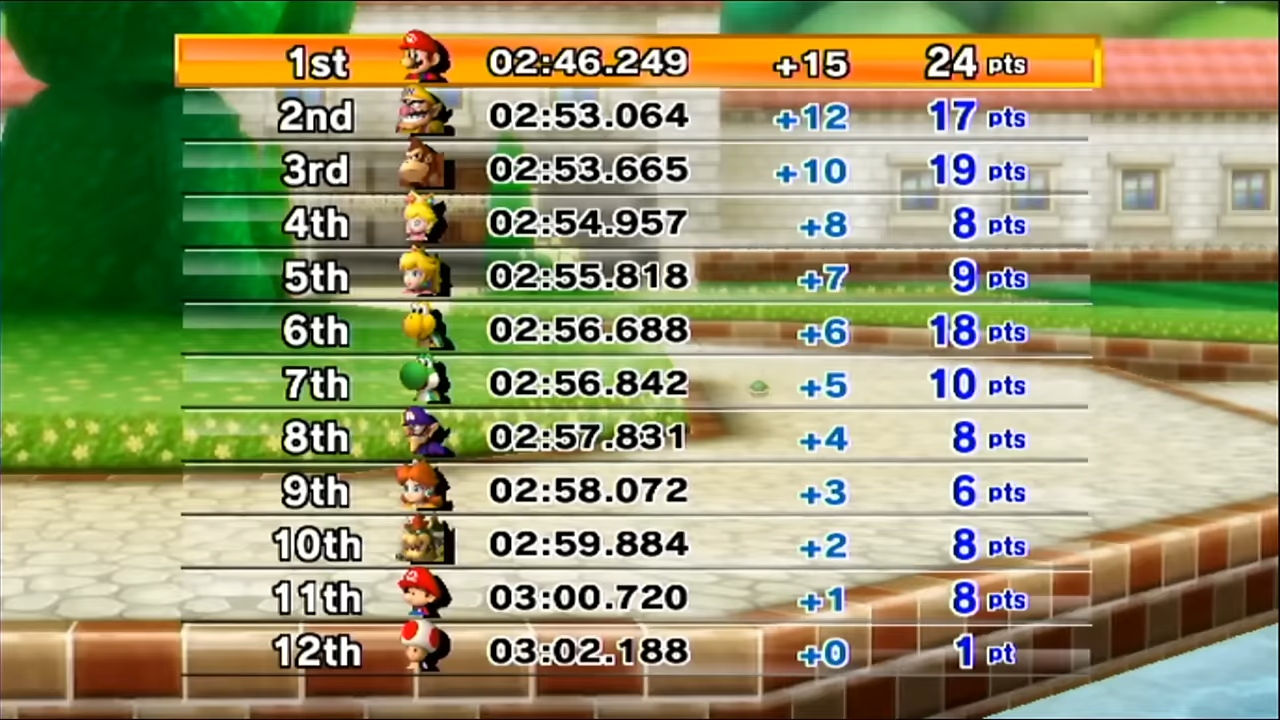 1st 02:46.249 +15 24 pts
2nd 02:53.064 +12 17 pts
3rd 02:53.665 +10 19 pts
4th 02:54.957 +8 8 pts
5th 02:55.818 +7 9 pts
6th 02:56.688 +6 18 pts
7th 02:56.842 +5 10 pts
8th 02:57.831 +4 8 pts
9th 02:58.072 +3 6 pts
10th 02:59.884 +2 8 pts
11th 03:00.720 +1 8 pts
12th 03:02.188 +0 1 pt